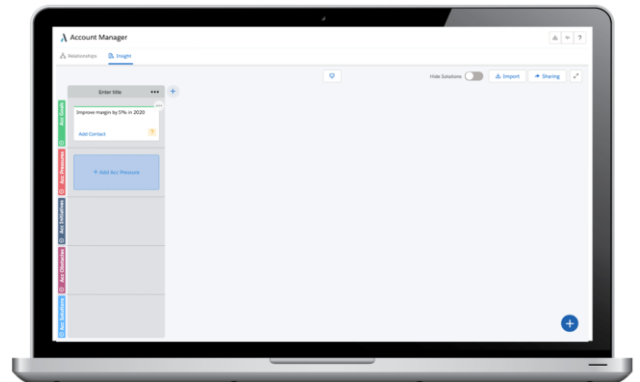 Account Manager
?
Relationships
Insight
Hide Solutions
Import
Sharing
Enter title
•••
+
Acc Goals
Improve margin by 5% in 2020
Add Contact
?
Acc Pressures
+ Add Acc Pressure
Acc Initiatives
Acc Obstacles
Acc Solutions
+